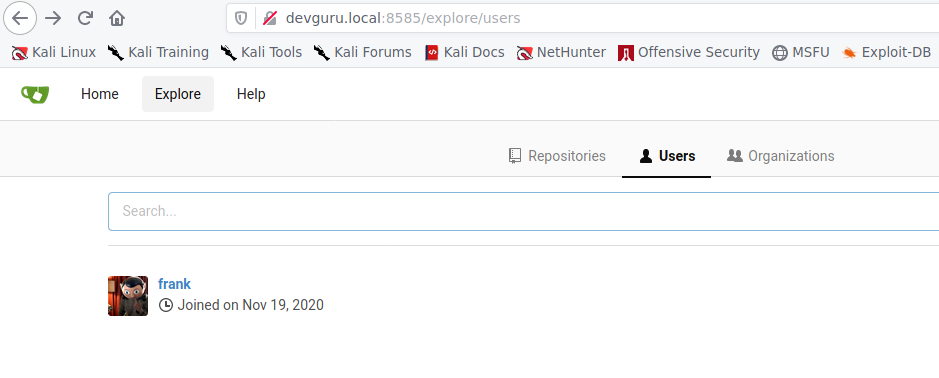 devguru.local:8585/explore/users
Kali Linux Kali Training Kali Tools Kali Forums Kali Docs NetHunter Offensive Security MSFU Exploit-DB
Home Explore Help
Repositories Users Organizations
Search...
frank
Joined on Nov 19, 2020